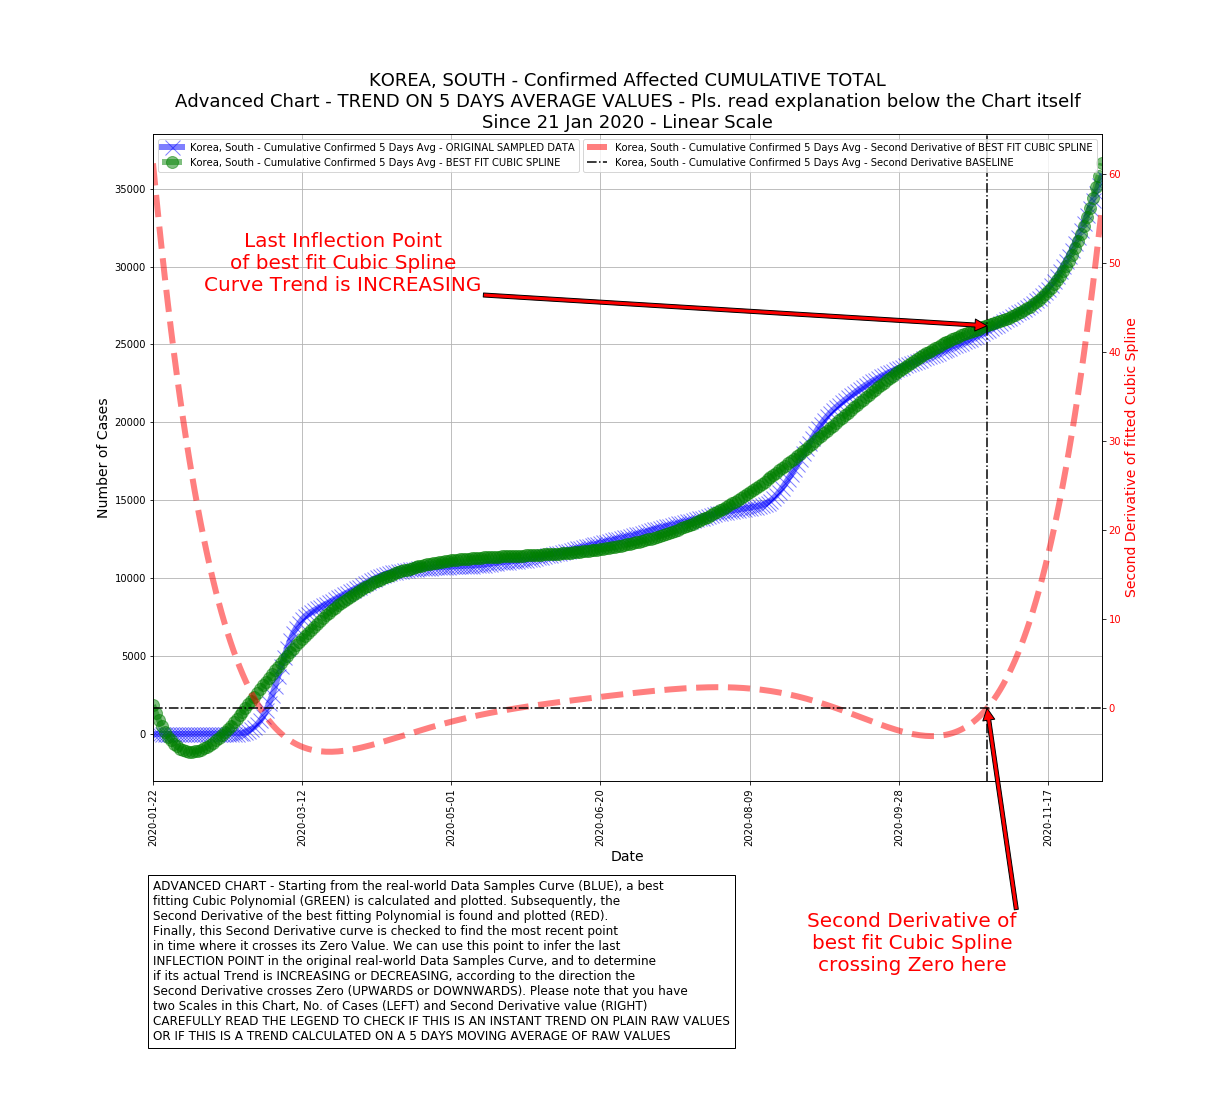 KOREA, SOUTH - Confirmed Affected CUMULATIVE TOTAL
Advanced Chart - TREND ON 5 DAYS AVERAGE VALUES - Pls. read explanation below the Chart itself
Since 21 Jan 2020 - Linear Scale
Korea, South - Cumulative Confirmed 5 Days Avg - ORIGINAL SAMPLED DATA
Korea, South - Cumulative Confirmed 5 Days Avg - BEST FIT CUBIC SPLINE
Korea, South - Cumulative Confirmed 5 Days Avg - Second Derivative of BEST FIT CUBIC SPLINE
Korea, South - Cumulative Confirmed 5 Days Avg - Second Derivative BASELINE
Last Inflection Point
of best fit Cubic Spline
Curve Trend is INCREASING
Number of Cases
35000
30000
25000
20000
15000
10000
5000
0
60
50
40
30
20
10
0
Second Derivative of fitted Cubic Spline
2020-01-22
2020-03-12
2020-05-01
2020-06-20
2020-08-09
2020-09-28
2020-11-17
Date
Second Derivative of
best fit Cubic Spline
crossing Zero here
ADVANCED CHART - Starting from the real-world Data Samples Curve (BLUE), a best
fitting Cubic Polynomial (GREEN) is calculated and plotted. Subsequently, the
Second Derivative of the best fitting Polynomial is found and plotted (RED).
Finally, this Second Derivative curve is checked to find the most recent point
in time where it crosses its Zero Value. We can use this point to infer the last
INFLECTION POINT in the original real-world Data Samples Curve, and to determine
if its actual Trend is INCREASING or DECREASING, according to the direction the
Second Derivative crosses Zero (UPWARDS or DOWNWARDS). Please note that you have
two Scales in this Chart, No. of Cases (LEFT) and Second Derivative value (RIGHT)
CAREFULLY READ THE LEGEND TO CHECK IF THIS IS AN INSTANT TREND ON PLAIN RAW VALUES
OR IF THIS IS A TREND CALCULATED ON A 5 DAYS MOVING AVERAGE OF RAW VALUES